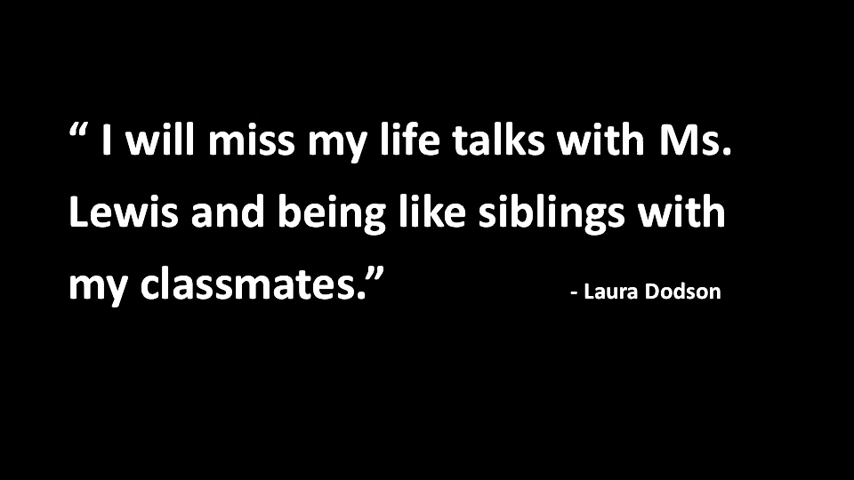 “ I will miss my life talks with Ms.
Lewis and being like siblings with
my classmates.”
- Laura Dodson